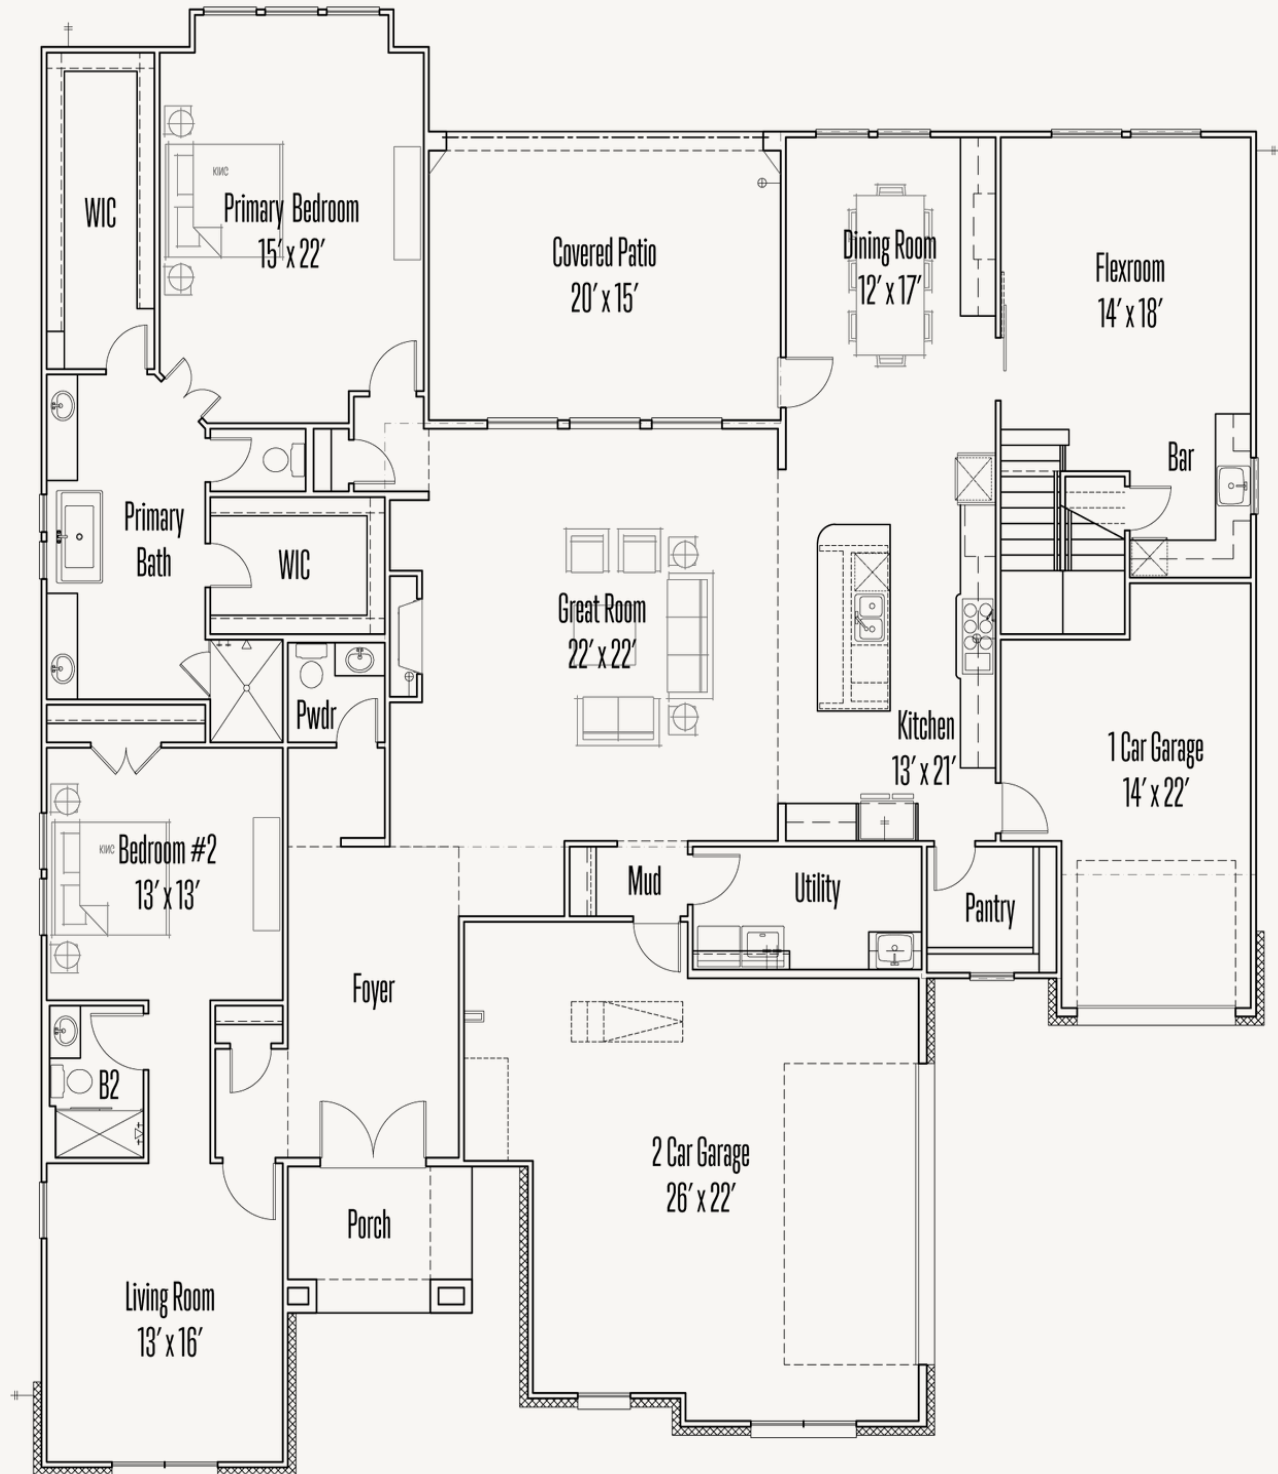 KING
WIC
Primary Bedroom
15' x 22'
Covered Patio
20' x 15'
Dining Room
12' x 17'
Flexroom
14' x 18'
Bar
Primary
Bath
WIC
Great Room
22' x 22'
Pwdr
Kitchen
13' x 21'
1 Car Garage
14' x 22'
KING
Bedroom #2
13' x 13'
Mud
Utility
Pantry
Foyer
B2
2 Car Garage
26' x 22'
Porch
Living Room
13' x 16'